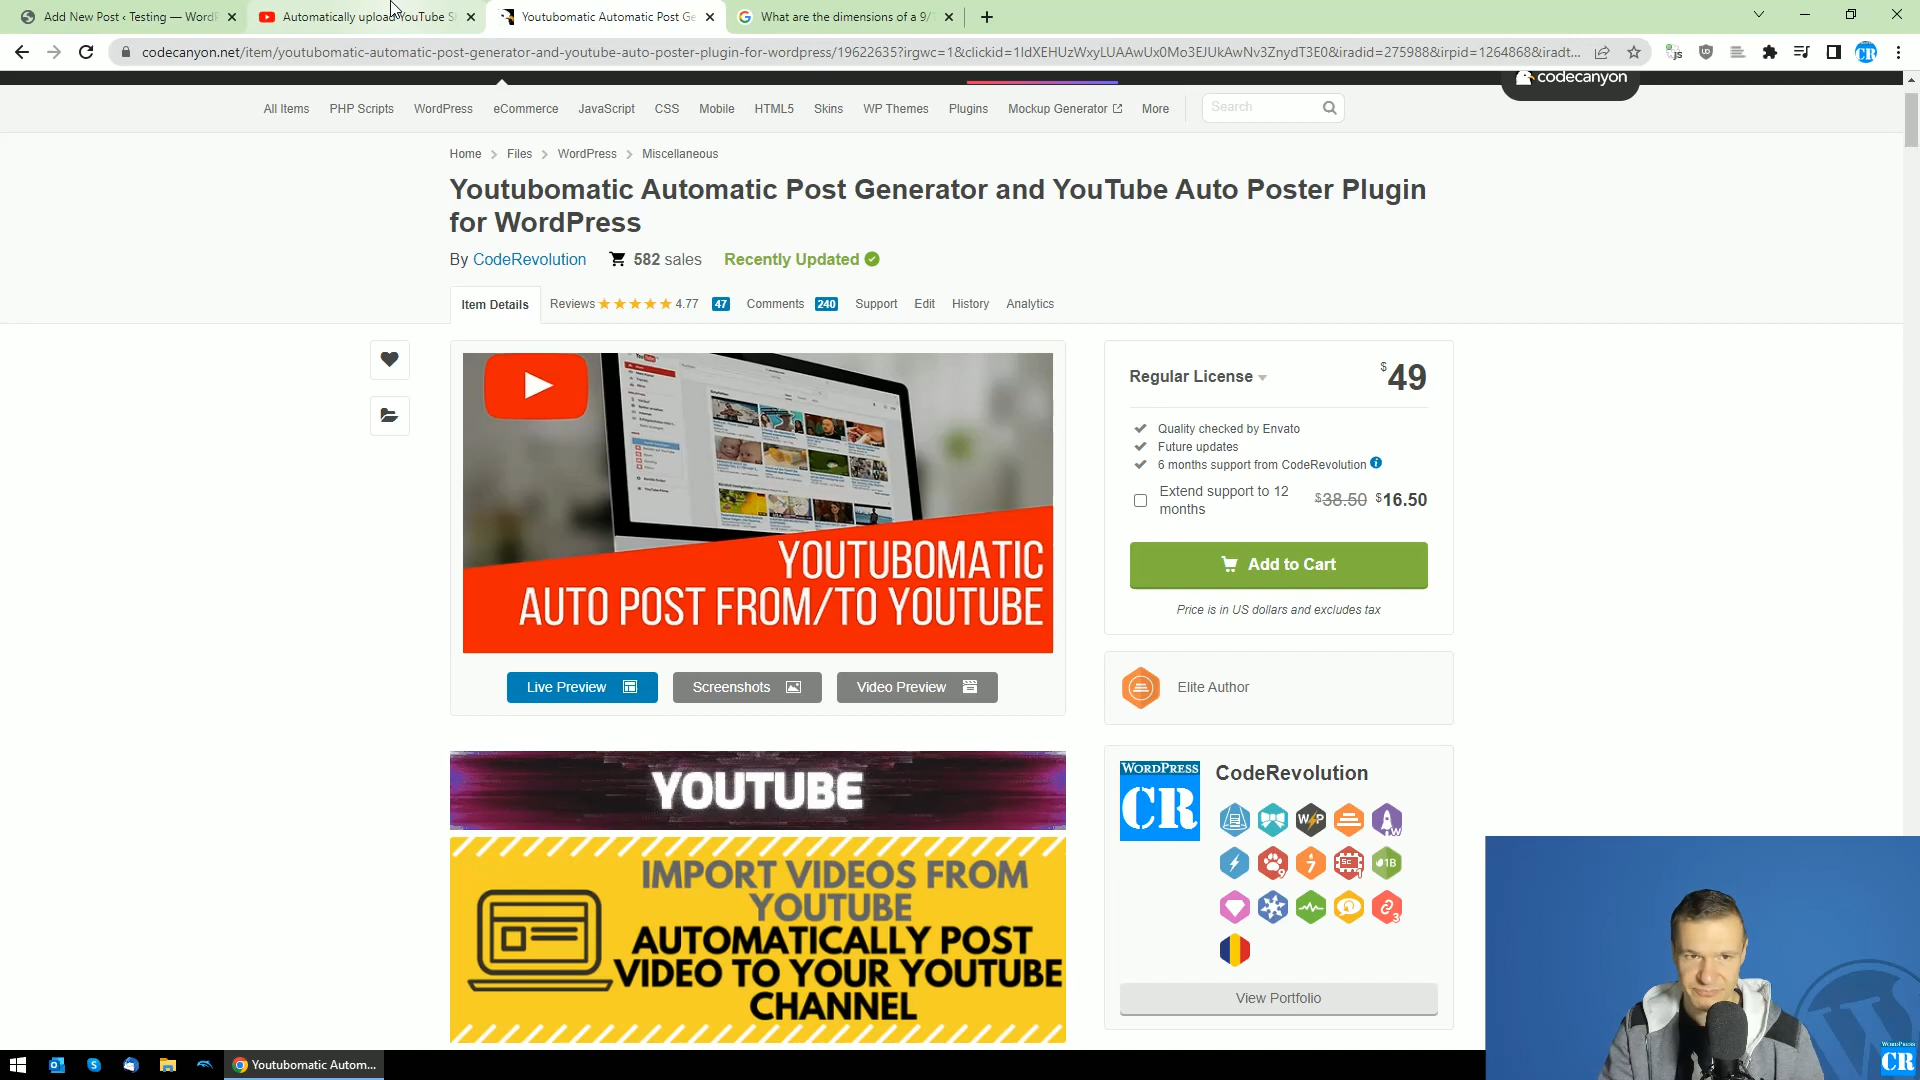 Add New Post ‹ Testing — WordP
Automatically upload YouTube S
Youtubomatic Automatic Post Ge
What are the dimensions of a 9/
codecanyon.net/item/youtubomatic-automatic-post-generator-and-youtube-auto-poster-plugin-for-wordpress/19622635?irgwc=1&clickid=1IdXEHUzWxyLUAAwUx0Mo3EJUkAwNv3ZnydT3E0&iradid=275988&irpid=1264868&iradt...
codecanyon
All Items PHP Scripts WordPress eCommerce JavaScript CSS Mobile HTML5 Skins WP Themes Plugins Mockup Generator More Search
Home Files WordPress Miscellaneous
Youtubomatic Automatic Post Generator and YouTube Auto Poster Plugin
for WordPress
By CodeRevolution 582 sales Recently Updated
Item Details Reviews 4.77 47 Comments 240 Support Edit History Analytics
YOUTUBOMATIC
AUTO POST FROM/TO YOUTUBE
Live Preview Screenshots Video Preview
Regular License $49
Quality checked by Envato
Future updates
6 months support from CodeRevolution
Extend support to 12
months
$38.50 $16.50
Add to Cart
Price is in US dollars and excludes tax
Elite Author
YOUTUBE
IMPORT VIDEOS FROM
YOUTUBE
AUTOMATICALLY POST
VIDEO TO YOUR YOUTUBE
CHANNEL
WORDPRESS
CR
CodeRevolution
View Portfolio
Youtubomatic Autom...
WORDPRESS
CR